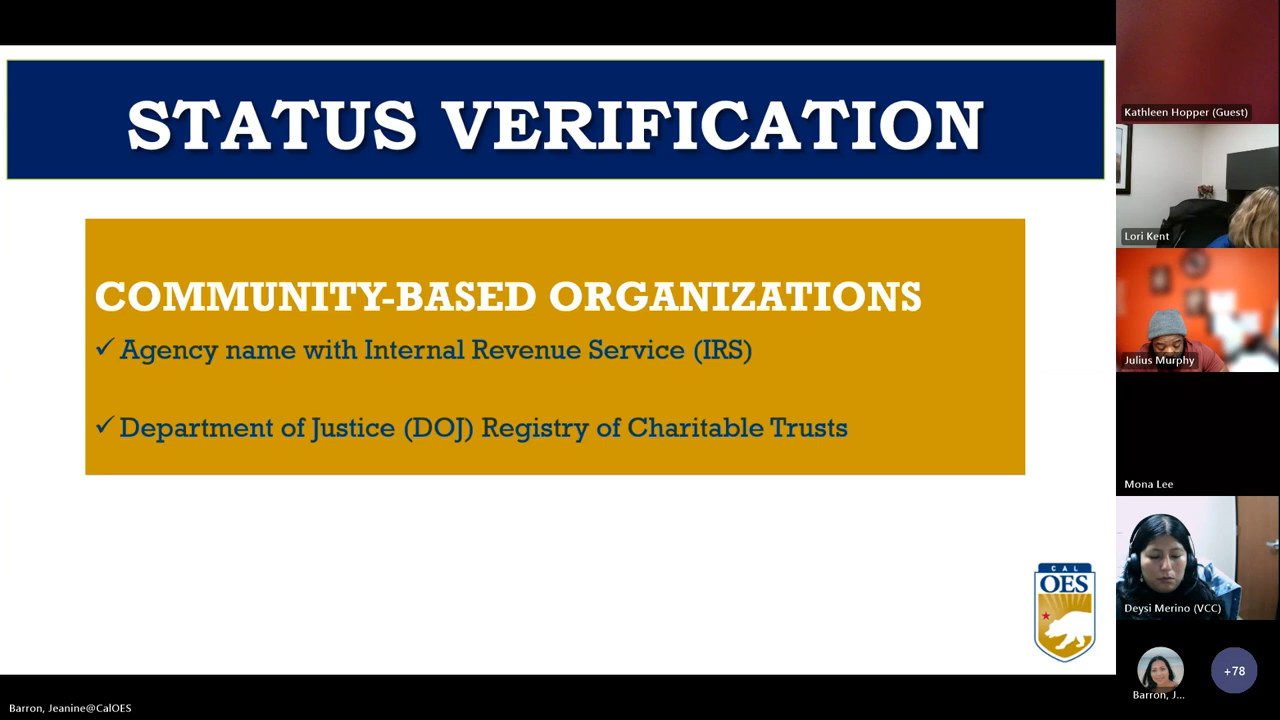 STATUS VERIFICATION
COMMUNITY-BASED ORGANIZATIONS
✓ Agency name with Internal Revenue Service (IRS)
✓ Department of Justice (DOJ) Registry of Charitable Trusts
CAL
OES
Barron, Jeanine@CalOES
Kathleen Hopper (Guest)
Lori Kent
Julius Murphy
Mona Lee
Deysi Merino (VCC)
Barron, J...
+78